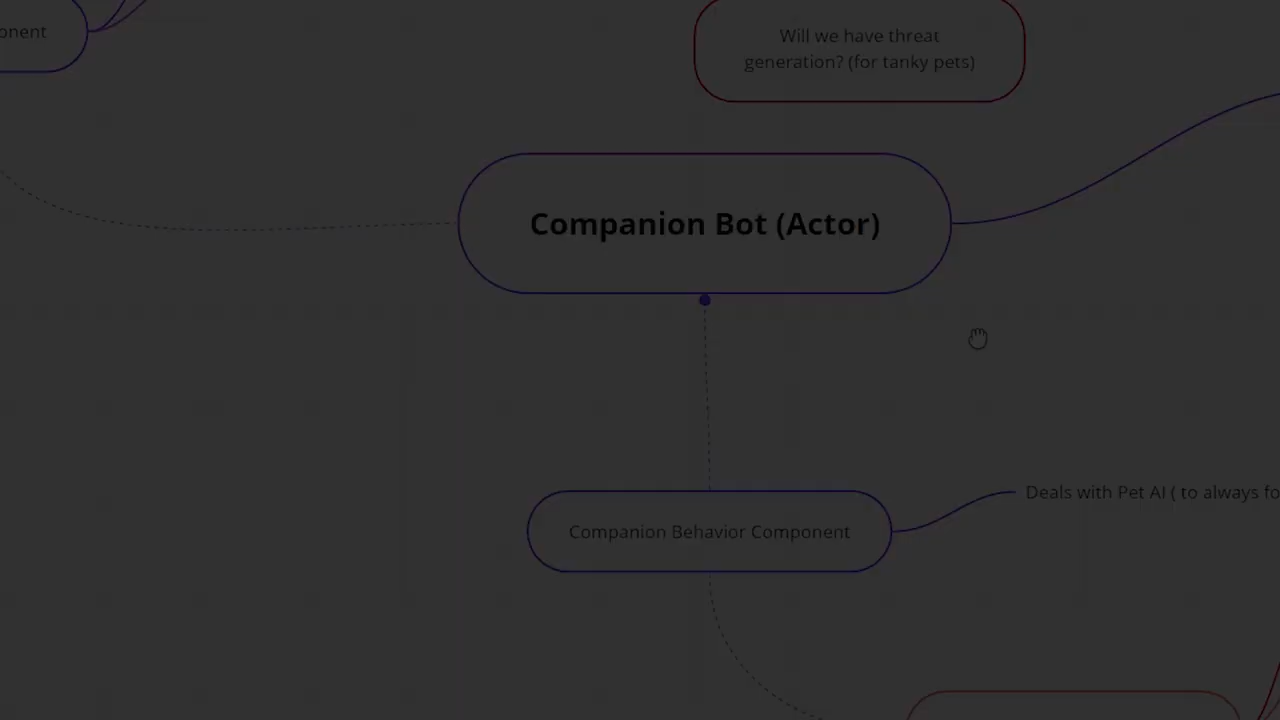 onent
Will we have threat
generation? (for tanky pets)
Companion Bot (Actor)
Deals with Pet AI ( to always fo
Companion Behavior Component